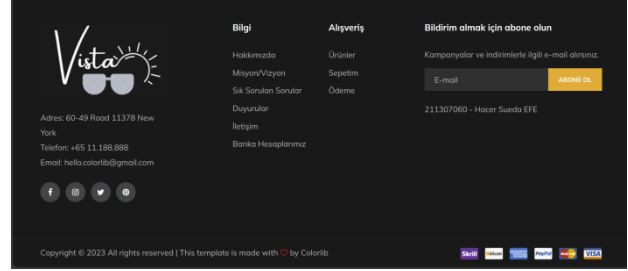 Vista
Adres: 60-49 Road 11378 New
York
Telefon: +65 11.188.888
Email: hello.colorlib@gmail.com
Bilgi
Hakkımızda
Misyon/Vizyon
Sık Sorulan Sorular
Duyurular
İletişim
Banka Hesaplarımız
Alışveriş
Ürünler
Sepetim
Ödeme
Bildirim almak için abone olun
Kampanyalar ve indirimlerle ilgili e-mail alırsınız.
E-mail
ABONE OL
211307060 - Hacer Sueda EFE
Copyright © 2023 All rights reserved | This template is made with ♡ by Colorlib
Skrill
bitcoin
PayPal
VISA